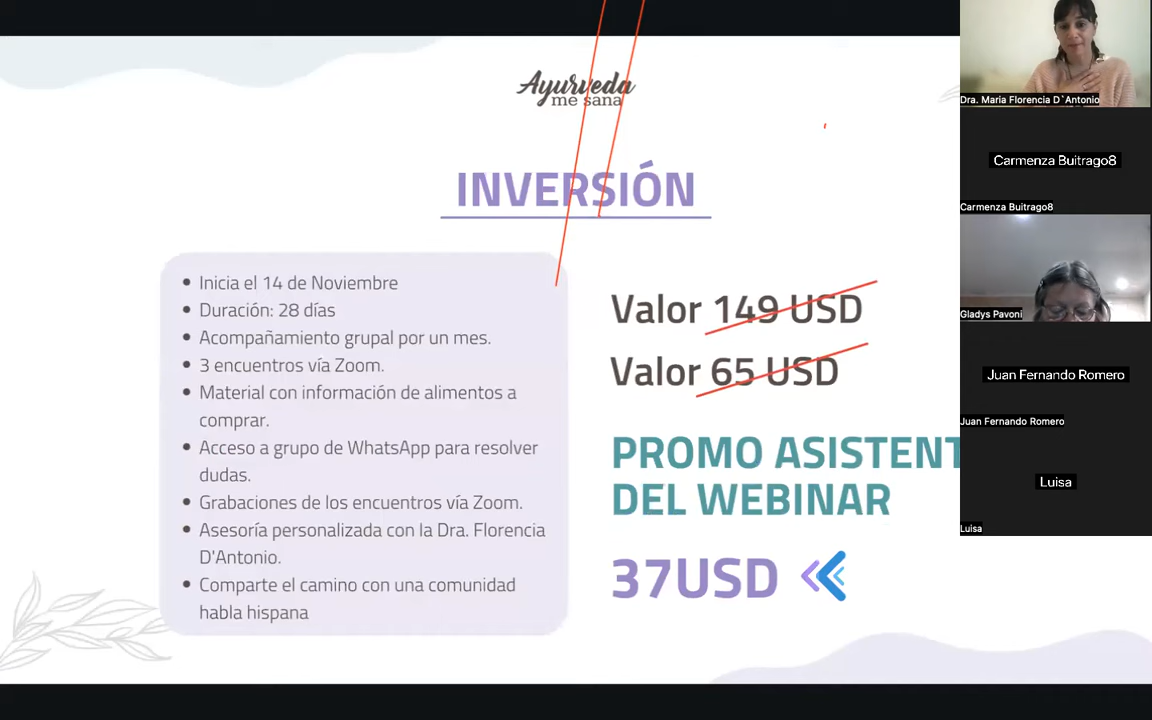 Ayurveda
me sana
INVERSIÓN
• Inicia el 14 de Noviembre
• Duración: 28 días
• Acompañamiento grupal por un mes.
• 3 encuentros vía Zoom.
• Material con información de alimentos a
comprar.
• Acceso a grupo de WhatsApp para resolver
dudas.
• Grabaciones de los encuentros vía Zoom.
• Asesoría personalizada con la Dra. Florencia
D'Antonio.
• Comparte el camino con una comunidad
habla hispana
Valor 149 USD
Valor 65 USD
PROMO ASISTENT
DEL WEBINAR
37USD
Dra. Maria Florencia D`Antonio
Carmenza Buitrago8
Carmenza Buitrago8
Gladys Pavoni
Juan Fernando Romero
Juan Fernando Romero
Luisa
Luisa